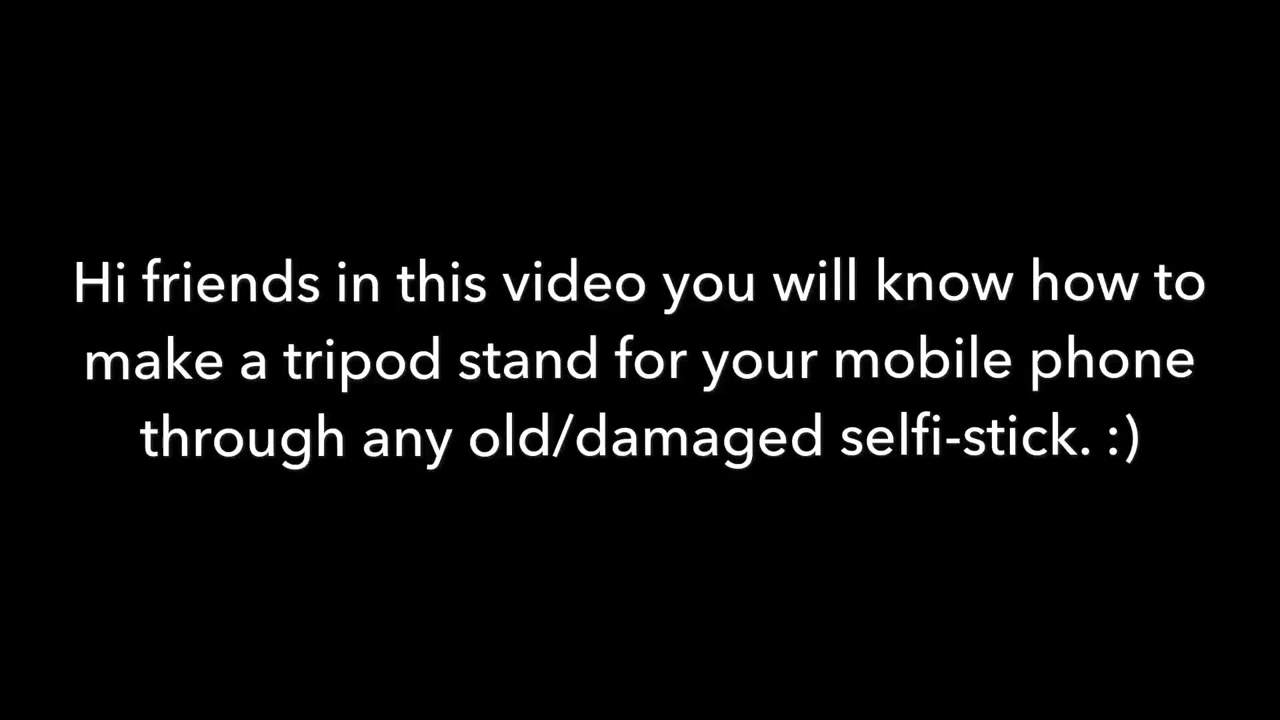 Hi friends in this video you will know how to
make a tripod stand for your mobile phone
through any old/damaged selfi-stick. :)